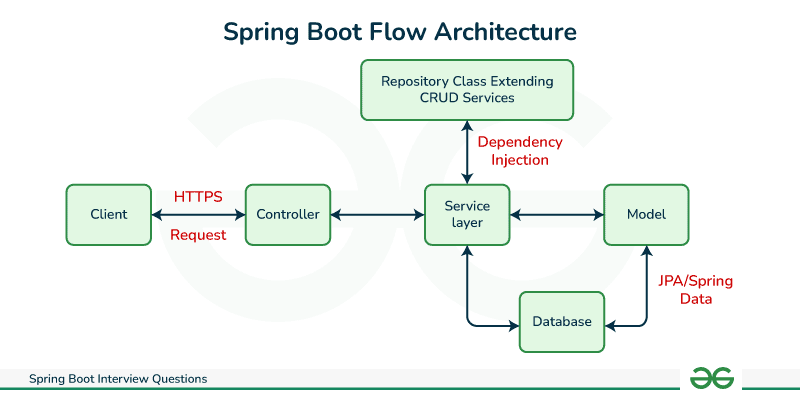 Spring Boot Flow Architecture
Repository Class Extending
CRUD Services
Dependency
Injection
HTTPS
Client
Controller
Service
layer
Model
Request
JPA/Spring
Data
Database
Spring Boot Interview Questions